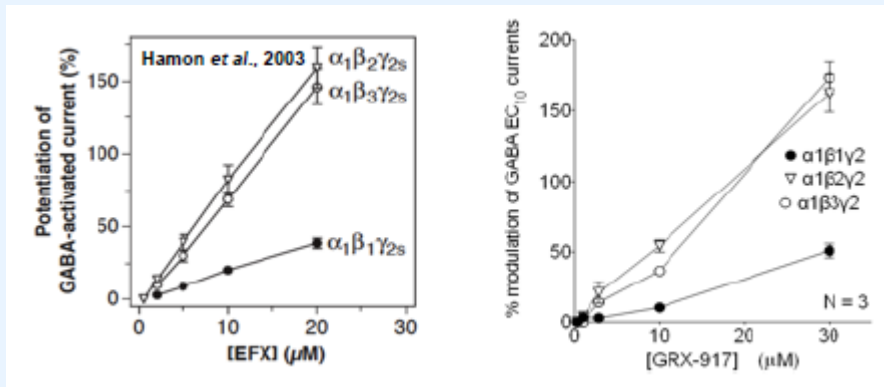 Hamon et al., 2003
Potentiation of
GABA-activated current (%)
150
100
50
0
0
10
20
30
[EFX] (μM)
α₁β₂γ₂ₛ
α₁β₃γ₂ₛ
α₁β₁γ₂ₛ
% modulation of GABA EC₁₀ currents
200
150
100
50
0
0
10
20
30
[GRX-917] (μM)
α1β1γ2
α1β2γ2
α1β3γ2
N = 3